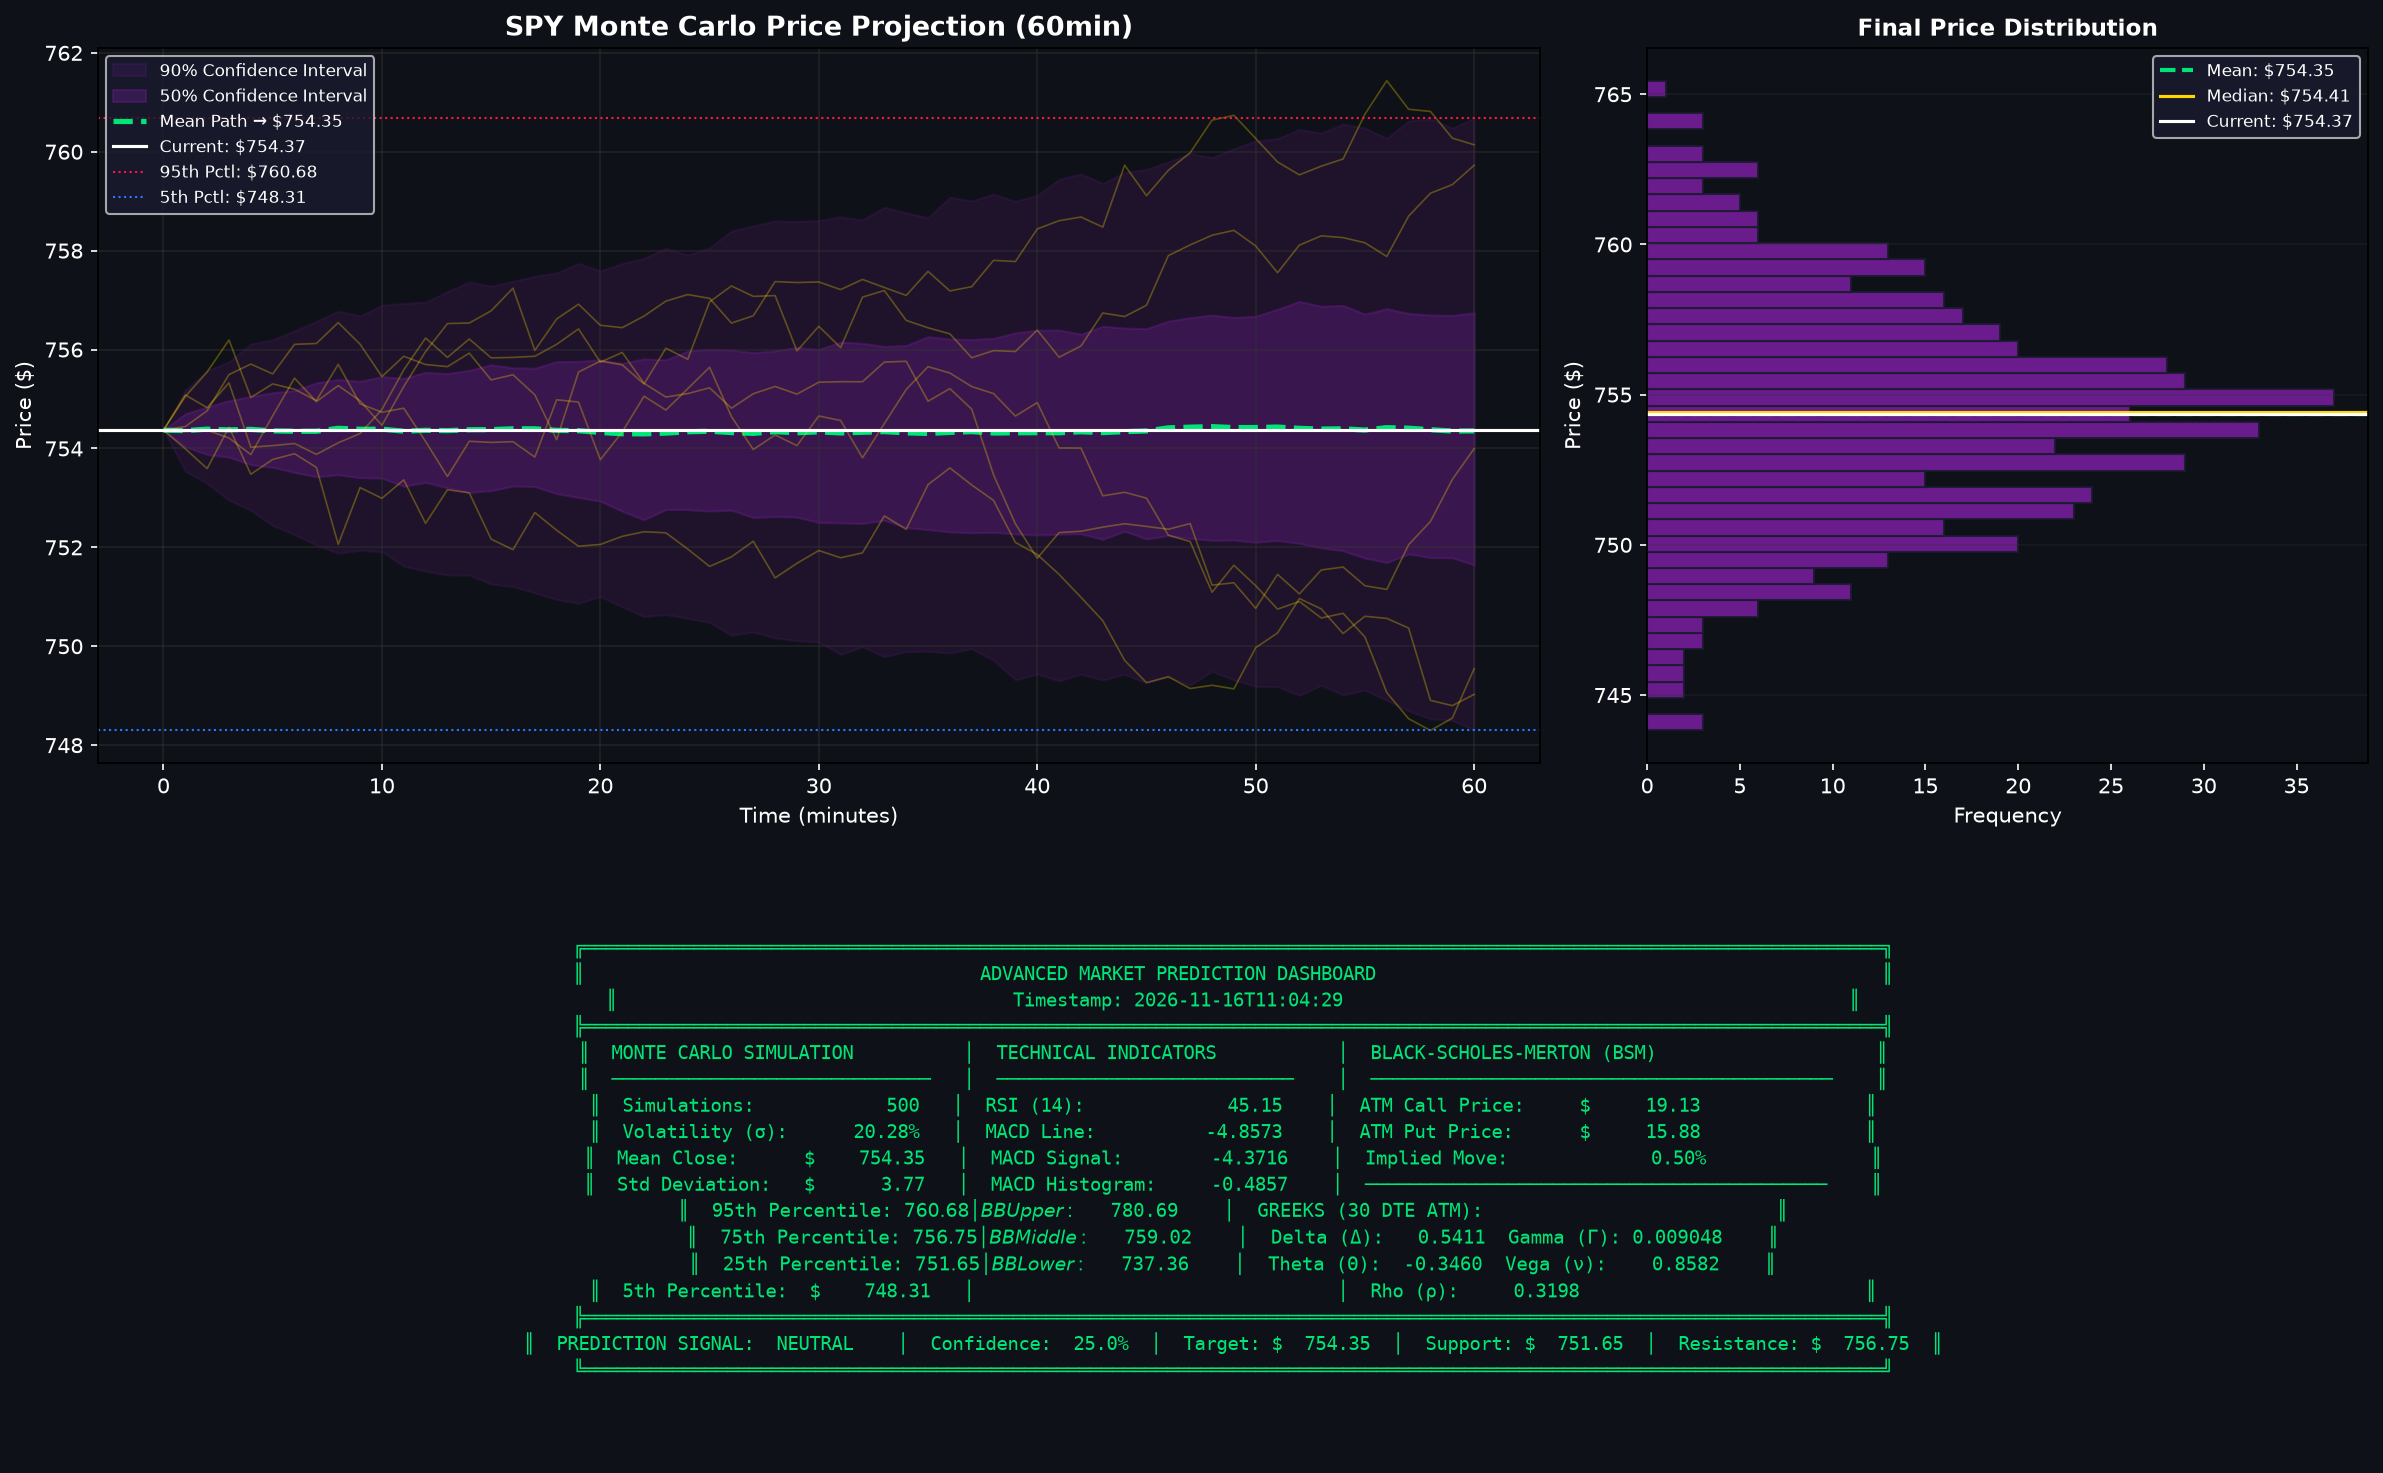 SPY Monte Carlo Price Projection (60min)
90% Confidence Interval
50% Confidence Interval
Mean Path → $754.35
Current: $754.37
95th Pctl: $760.68
5th Pctl: $748.31
Price ($)
762
760
758
756
754
752
750
748
0 10 20 30 40 50 60
Time (minutes)
Final Price Distribution
Mean: $754.35
Median: $754.41
Current: $754.37
Price ($)
765
760
755
750
745
0 5 10 15 20 25 30 35
Frequency
ADVANCED MARKET PREDICTION DASHBOARD
Timestamp: 2026-11-16T11:04:29
MONTE CARLO SIMULATION │ TECHNICAL INDICATORS │ BLACK-SCHOLES-MERTON (BSM)
Simulations: 500 │ RSI (14): 45.15 │ ATM Call Price: $ 19.13
Volatility (σ): 20.28% │ MACD Line: -4.8573 │ ATM Put Price: $ 15.88
Mean Close: $ 754.35 │ MACD Signal: -4.3716 │ Implied Move: 0.50%
Std Deviation: $ 3.77 │ MACD Histogram: -0.4857 │
95th Percentile: 760.68│BBUpper: 780.69 │ GREEKS (30 DTE ATM):
75th Percentile: 756.75│BBMiddle: 759.02 │ Delta (Δ): 0.5411 Gamma (Γ): 0.009048
25th Percentile: 751.65│BBLower: 737.36 │ Theta (Θ): -0.3460 Vega (ν): 0.8582
5th Percentile: $ 748.31 │ │ Rho (ρ): 0.3198
PREDICTION SIGNAL: NEUTRAL │ Confidence: 25.0% │ Target: $ 754.35 │ Support: $ 751.65 │ Resistance: $ 756.75